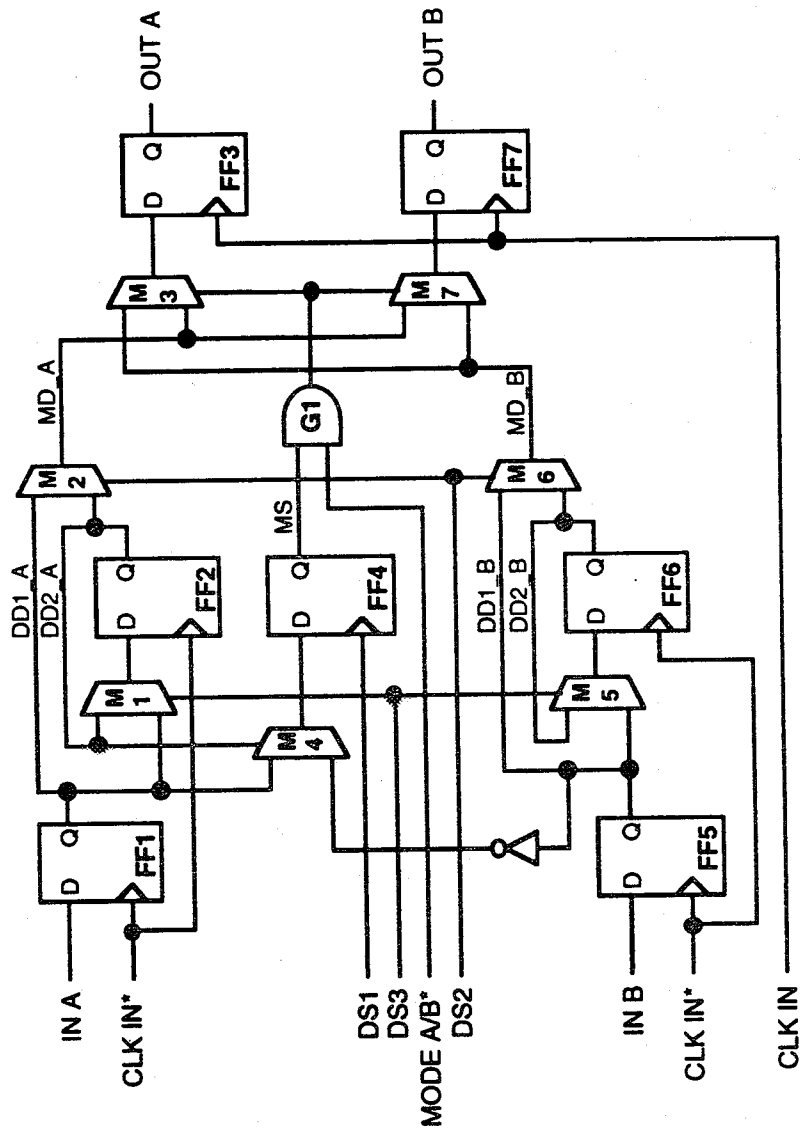 IN A
CLK IN*
D
Q
FF1
DD1_A
DD2_A
M
1
D
Q
FF2
M
2
MD_A
M
3
D
Q
FF3
OUT A
DS1
DS3
MODE A/B*
DS2
M
4
D
Q
FF4
MS
G1
M
7
D
Q
FF7
OUT B
IN B
CLK IN*
CLK IN
D
Q
FF5
DD1_B
DD2_B
M
5
D
Q
FF6
M
6
MD_B